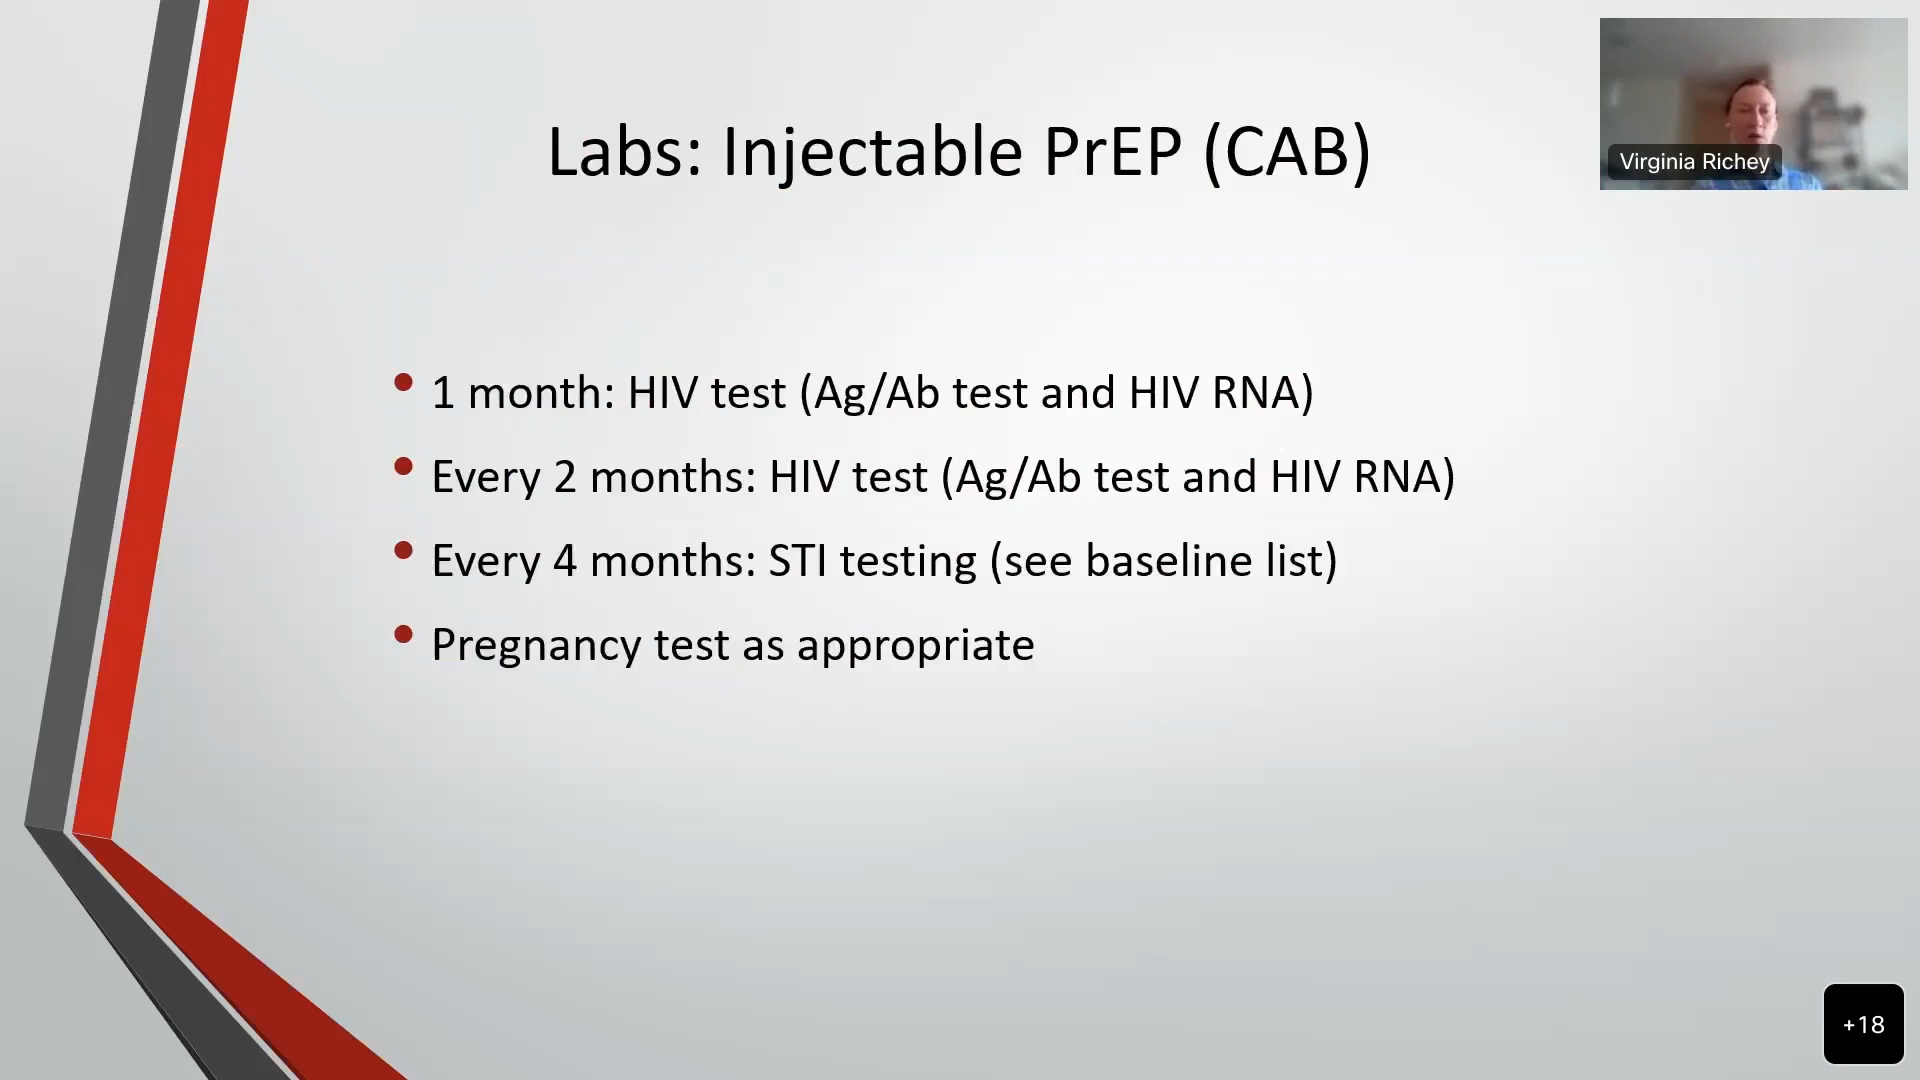 Labs: Injectable PrEP (CAB)
Virginia Richey
• 1 month: HIV test (Ag/Ab test and HIV RNA)
• Every 2 months: HIV test (Ag/Ab test and HIV RNA)
• Every 4 months: STI testing (see baseline list)
• Pregnancy test as appropriate
+18